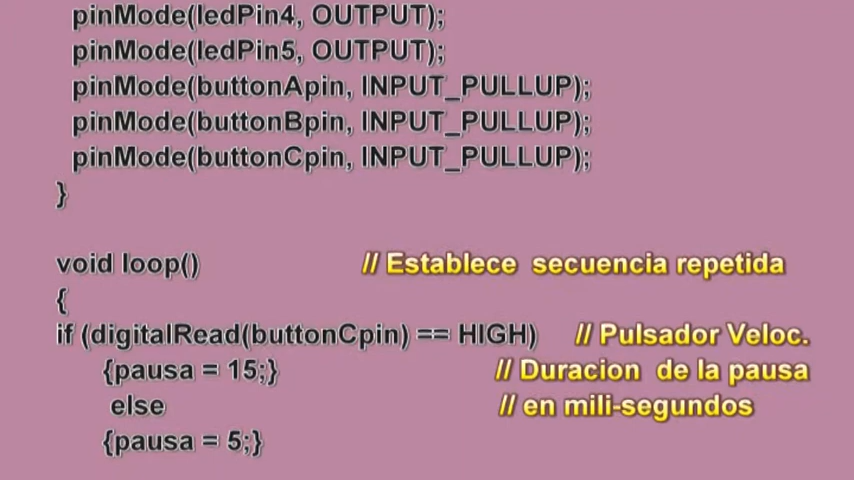 pinMode(ledPin4, OUTPUT);
pinMode(ledPin5, OUTPUT);
pinMode(buttonApin, INPUT_PULLUP);
pinMode(buttonBpin, INPUT_PULLUP);
pinMode(buttonCpin, INPUT_PULLUP);
}
void loop() // Establece secuencia repetida
{
if (digitalRead(buttonCpin) == HIGH) // Pulsador Veloc.
{pausa = 15;} // Duracion de la pausa
else // en mili-segundos
{pausa = 5;}